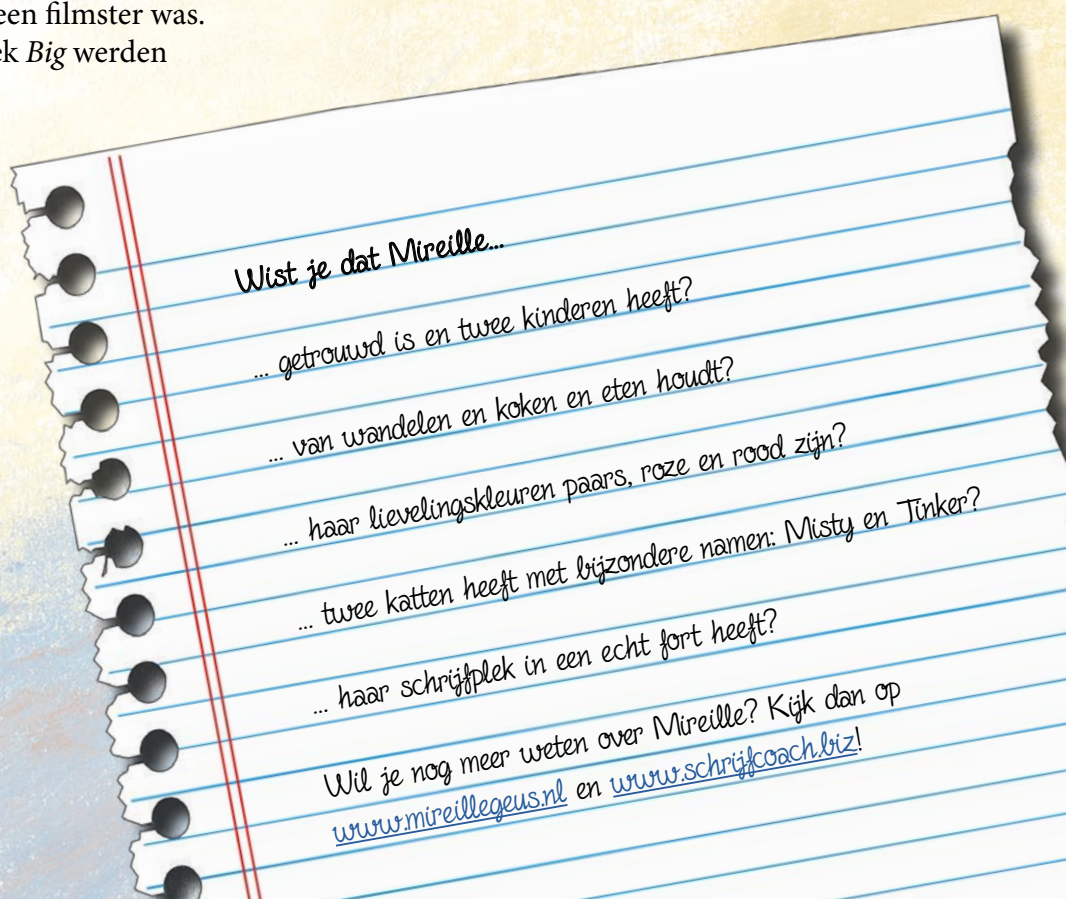 een filmster was.
ek Big werden
Wist je dat Mireille...
... getrouwd is en twee kinderen heeft?
... van wandelen en koken en eten houdt?
... haar lievelingskleuren paars, roze en rood zijn?
... twee katten heeft met bijzondere namen: Misty en Tinker?
... haar schrijfplek in een echt fort heeft?
Wil je nog meer weten over Mireille? Kijk dan op
www.mireillegeus.nl en www.schrijfcoach.biz!